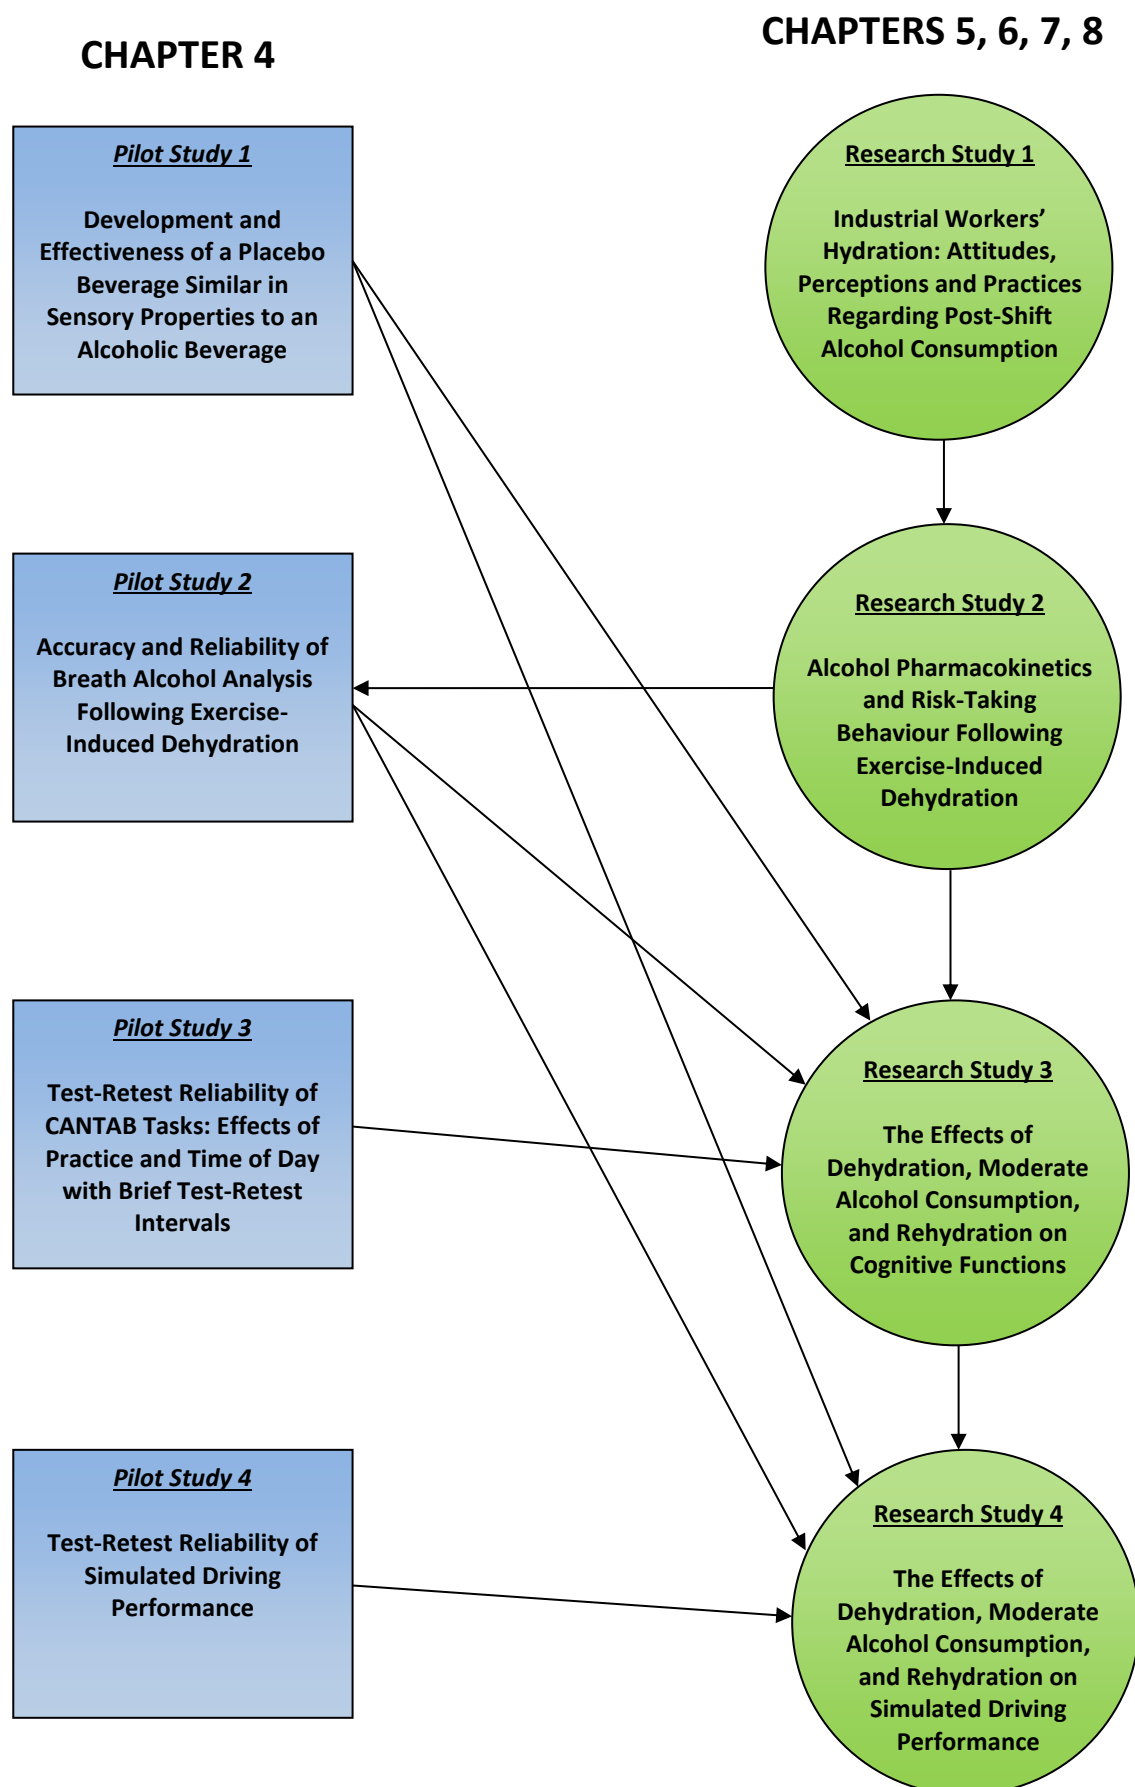 CHAPTER 4
CHAPTERS 5, 6, 7, 8
Pilot Study 1
Development and
Effectiveness of a Placebo
Beverage Similar in
Sensory Properties to an
Alcoholic Beverage
Research Study 1
Industrial Workers’
Hydration: Attitudes,
Perceptions and Practices
Regarding Post-Shift
Alcohol Consumption
Pilot Study 2
Accuracy and Reliability of
Breath Alcohol Analysis
Following Exercise-
Induced Dehydration
Research Study 2
Alcohol Pharmacokinetics
and Risk-Taking
Behaviour Following
Exercise-Induced
Dehydration
Pilot Study 3
Test-Retest Reliability of
CANTAB Tasks: Effects of
Practice and Time of Day
with Brief Test-Retest
Intervals
Research Study 3
The Effects of
Dehydration, Moderate
Alcohol Consumption,
and Rehydration on
Cognitive Functions
Pilot Study 4
Test-Retest Reliability of
Simulated Driving
Performance
Research Study 4
The Effects of
Dehydration, Moderate
Alcohol Consumption,
and Rehydration on
Simulated Driving
Performance